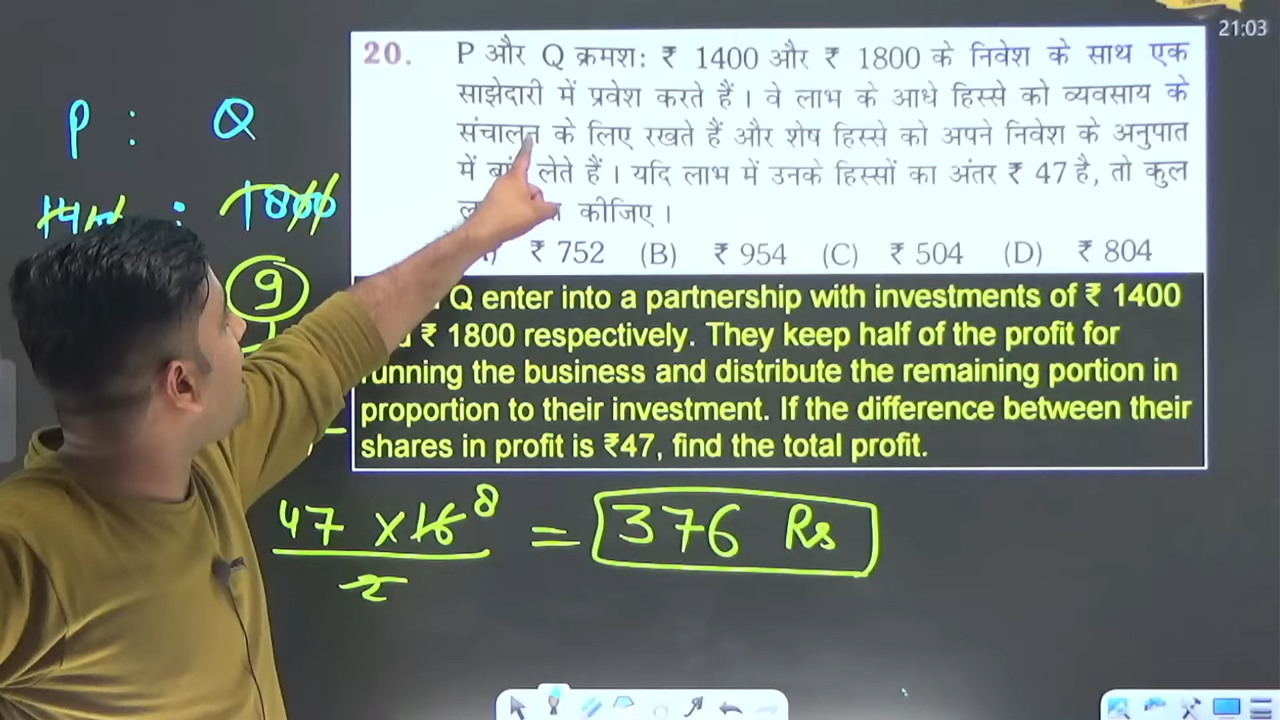 21:03
20. P और Q क्रमश: ₹ 1400 और ₹ 1800 के निवेश के साथ एक
साझेदारी में प्रवेश करते हैं। वे लाभ के आधे हिस्से को व्यवसाय के
संचालन के लिए रखते हैं और शेष हिस्से को अपने निवेश के अनुपात
में लेते हैं। यदि लाभ में उनके हिस्सों का अंतर ₹ 47 है, तो कुल
कीजिए।
₹ 752 (B) ₹ 954 (C) ₹ 504 (D) ₹ 804
Q enter into a partnership with investments of ₹ 1400
₹ 1800 respectively. They keep half of the profit for
running the business and distribute the remaining portion in
proportion to their investment. If the difference between their
shares in profit is ₹47, find the total profit.
P : Q
1400 : 1800
9
47 × 16 8
2
= 376 Rs